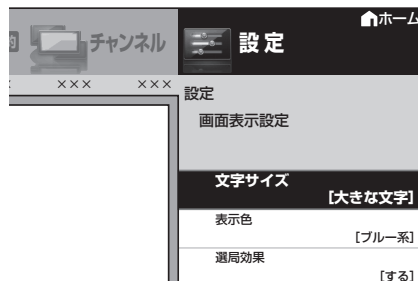 ホーム
チャンネル
設定
××× ×××
設定
画面表示設定
文字サイズ
[大きな文字]
表示色
[ブルー系]
選局効果
[する]